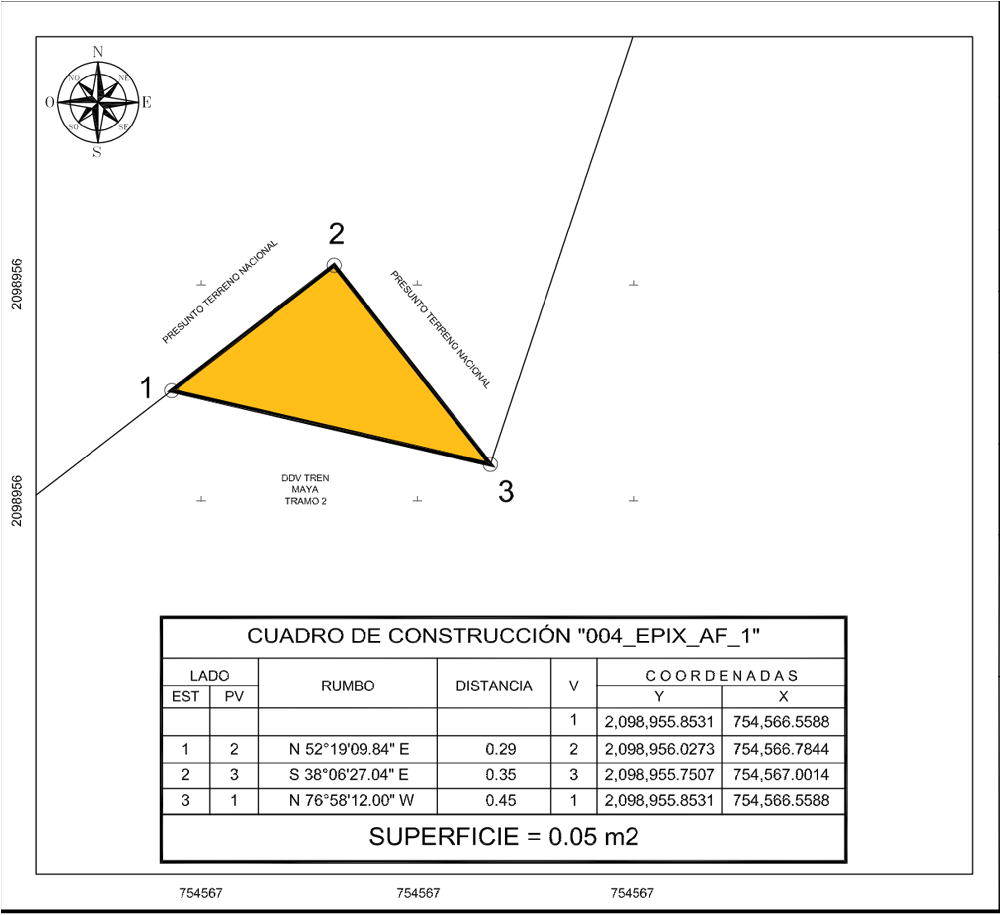 N
NO
NE
O
E
SO
SE
S
2
PRESUNTO TERRENO NACIONAL
PRESUNTO TERRENO NACIONAL
2098956
1
DDV TREN
MAYA
TRAMO 2
3
2098956
CUADRO DE CONSTRUCCIÓN "004_EPIX_AF_1"
LADO RUMBO DISTANCIA V COORDENADAS
EST PV Y X
1 2,098,955.8531 754,566.5588
1 2 N 52°19'09.84" E 0.29 2 2,098,956.0273 754,566.7844
2 3 S 38°06'27.04" E 0.35 3 2,098,955.7507 754,567.0014
3 1 N 76°58'12.00" W 0.45 1 2,098,955.8531 754,566.5588
SUPERFICIE = 0.05 m2
754567 754567 754567